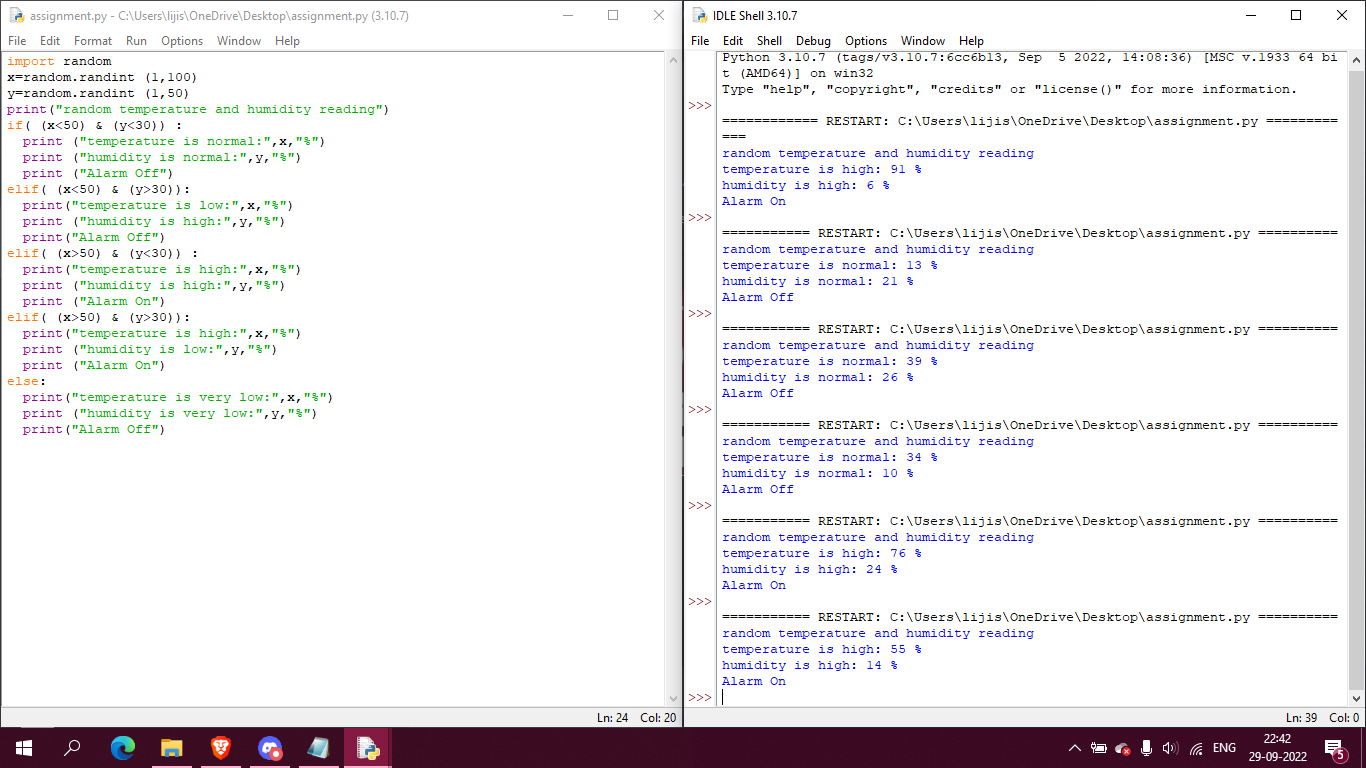 assignment.py - C:\Users\lijis\OneDrive\Desktop\assignment.py (3.10.7)
File Edit Format Run Options Window Help
import random
x=random.randint (1,100)
y=random.randint (1,50)
print("random temperature and humidity reading")
if( (x<50) & (y<30)) :
  print ("temperature is normal:",x,"%")
  print ("humidity is normal:",y,"%")
  print ("Alarm Off")
elif( (x<50) & (y>30)):
  print("temperature is low:",x,"%")
  print ("humidity is high:",y,"%")
  print("Alarm Off")
elif( (x>50) & (y<30)) :
  print("temperature is high:",x,"%")
  print ("humidity is high:",y,"%")
  print ("Alarm On")
elif( (x>50) & (y>30)):
  print("temperature is high:",x,"%")
  print ("humidity is low:",y,"%")
  print ("Alarm On")
else:
  print("temperature is very low:",x,"%")
  print ("humidity is very low:",y,"%")
  print("Alarm Off")
Ln: 24 Col: 20
IDLE Shell 3.10.7
File Edit Shell Debug Options Window Help
Python 3.10.7 (tags/v3.10.7:6cc6b13, Sep  5 2022, 14:08:36) [MSC v.1933 64 bi
t (AMD64)] on win32
Type "help", "copyright", "credits" or "license()" for more information.
>>>
============ RESTART: C:\Users\lijis\OneDrive\Desktop\assignment.py =========
===
random temperature and humidity reading
temperature is high: 91 %
humidity is high: 6 %
Alarm On
>>>
=========== RESTART: C:\Users\lijis\OneDrive\Desktop\assignment.py ==========
random temperature and humidity reading
temperature is normal: 13 %
humidity is normal: 21 %
Alarm Off
>>>
=========== RESTART: C:\Users\lijis\OneDrive\Desktop\assignment.py ==========
random temperature and humidity reading
temperature is normal: 39 %
humidity is normal: 26 %
Alarm Off
>>>
=========== RESTART: C:\Users\lijis\OneDrive\Desktop\assignment.py ==========
random temperature and humidity reading
temperature is normal: 34 %
humidity is normal: 10 %
Alarm Off
>>>
=========== RESTART: C:\Users\lijis\OneDrive\Desktop\assignment.py ==========
random temperature and humidity reading
temperature is high: 76 %
humidity is high: 24 %
Alarm On
>>>
=========== RESTART: C:\Users\lijis\OneDrive\Desktop\assignment.py ==========
random temperature and humidity reading
temperature is high: 55 %
humidity is high: 14 %
Alarm On
>>>
Ln: 39 Col: 0
ENG
22:42
29-09-2022
5